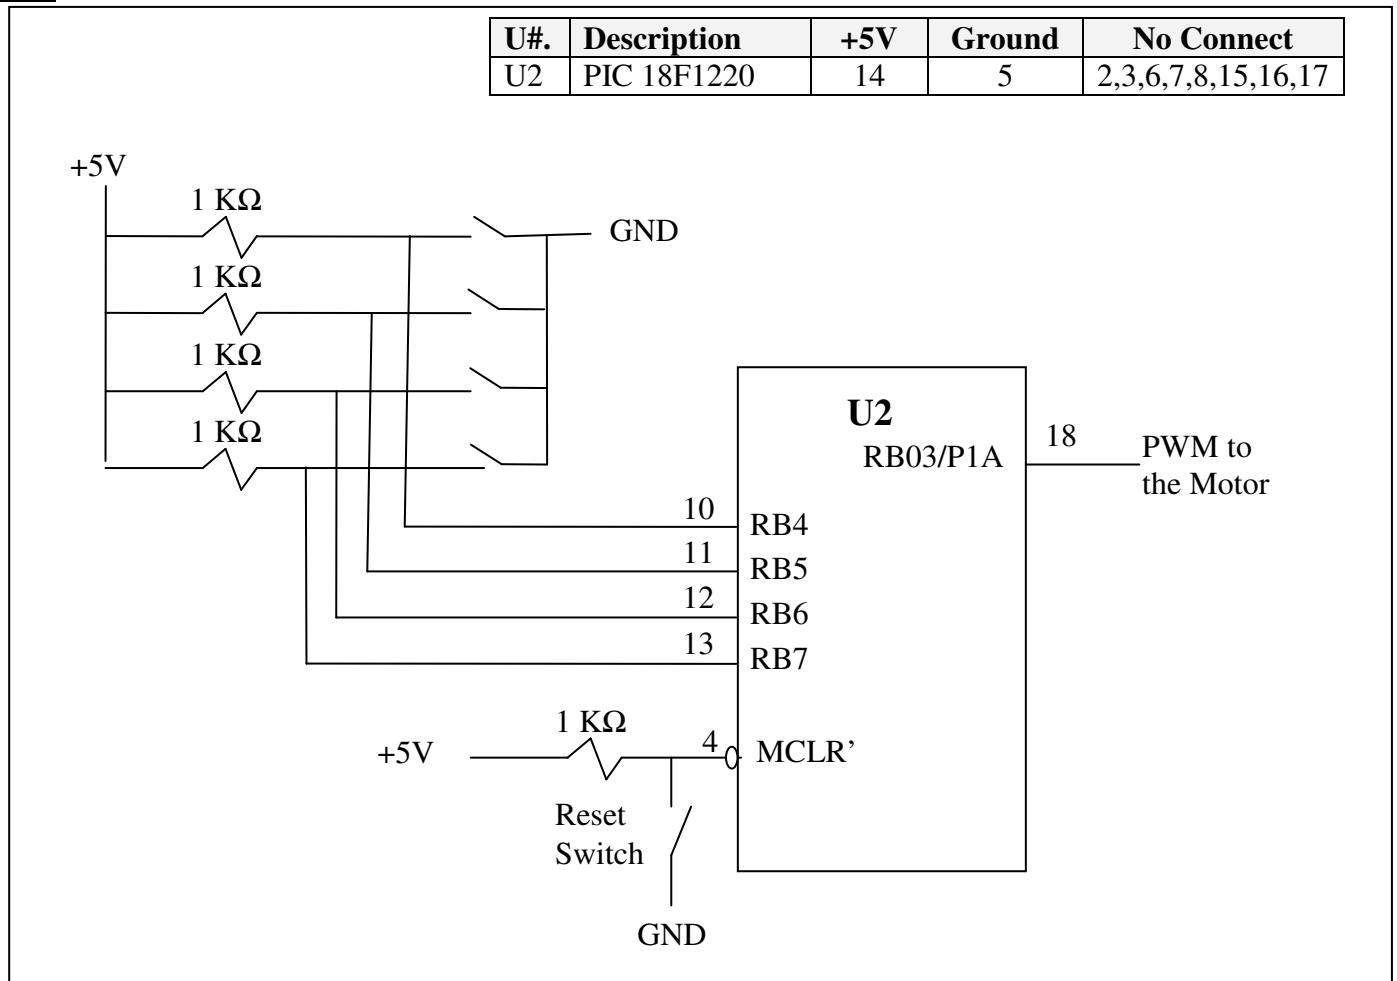 U#. Description +5V Ground No Connect
U2 PIC 18F1220 14 5 2,3,6,7,8,15,16,17
+5V
1 KΩ
GND
1 KΩ
1 KΩ
1 KΩ
U2
RB03/P1A
18
PWM to
the Motor
10
RB4
11
RB5
12
RB6
13
RB7
1 KΩ
+5V
4
MCLR’
Reset
Switch
GND